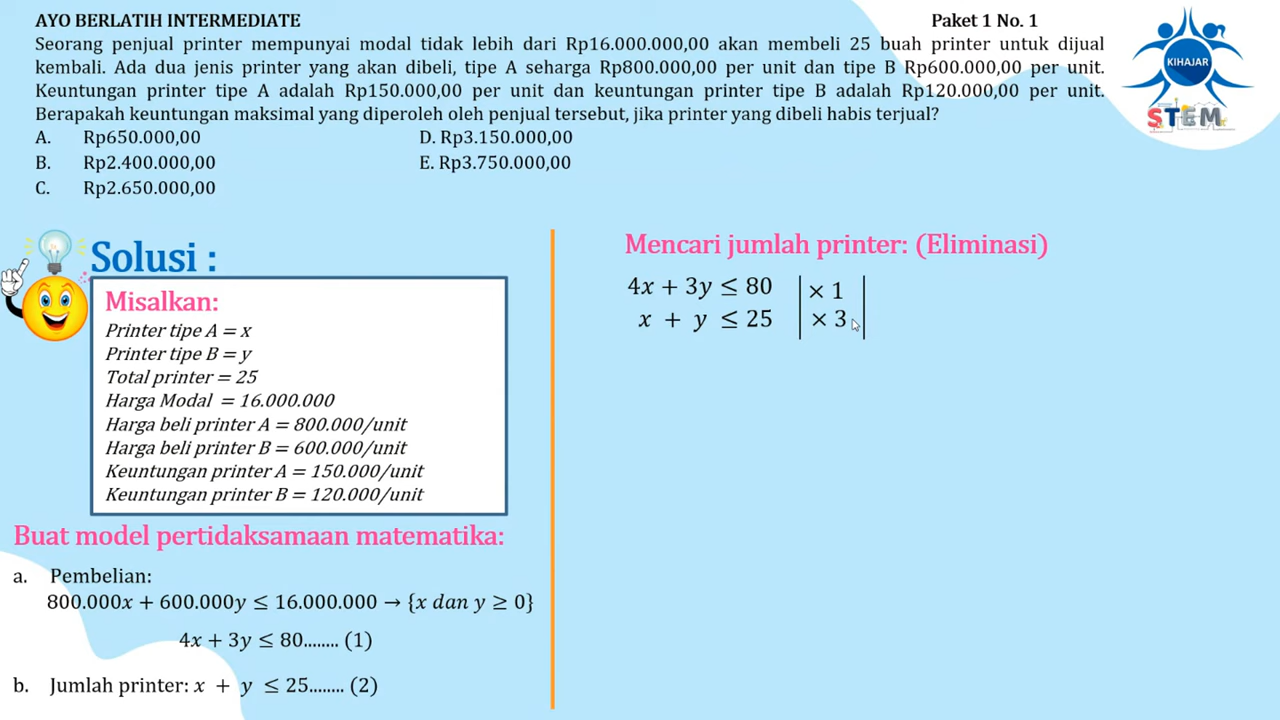 AYO BERLATIH INTERMEDIATE
Paket 1 No. 1
Seorang penjual printer mempunyai modal tidak lebih dari Rp16.000.000,00 akan membeli 25 buah printer untuk dijual
kembali. Ada dua jenis printer yang akan dibeli, tipe A seharga Rp800.000,00 per unit dan tipe B Rp600.000,00 per unit.
Keuntungan printer tipe A adalah Rp150.000,00 per unit dan keuntungan printer tipe B adalah Rp120.000,00 per unit.
Berapakah keuntungan maksimal yang diperoleh oleh penjual tersebut, jika printer yang dibeli habis terjual?
A. Rp650.000,00
D. Rp3.150.000,00
B. Rp2.400.000,00
E. Rp3.750.000,00
C. Rp2.650.000,00
KIHAJAR
STEM
Solusi :
Misalkan:
Printer tipe A = x
Printer tipe B = y
Total printer = 25
Harga Modal = 16.000.000
Harga beli printer A = 800.000/unit
Harga beli printer B = 600.000/unit
Keuntungan printer A = 150.000/unit
Keuntungan printer B = 120.000/unit
Buat model pertidaksamaan matematika:
a. Pembelian:
800.000x + 600.000y ≤ 16.000.000 → {x dan y ≥ 0}
4x + 3y ≤ 80........ (1)
b. Jumlah printer: x + y ≤ 25........ (2)
Mencari jumlah printer: (Eliminasi)
4x + 3y ≤ 80 | × 1 |
x + y ≤ 25 | × 3 |